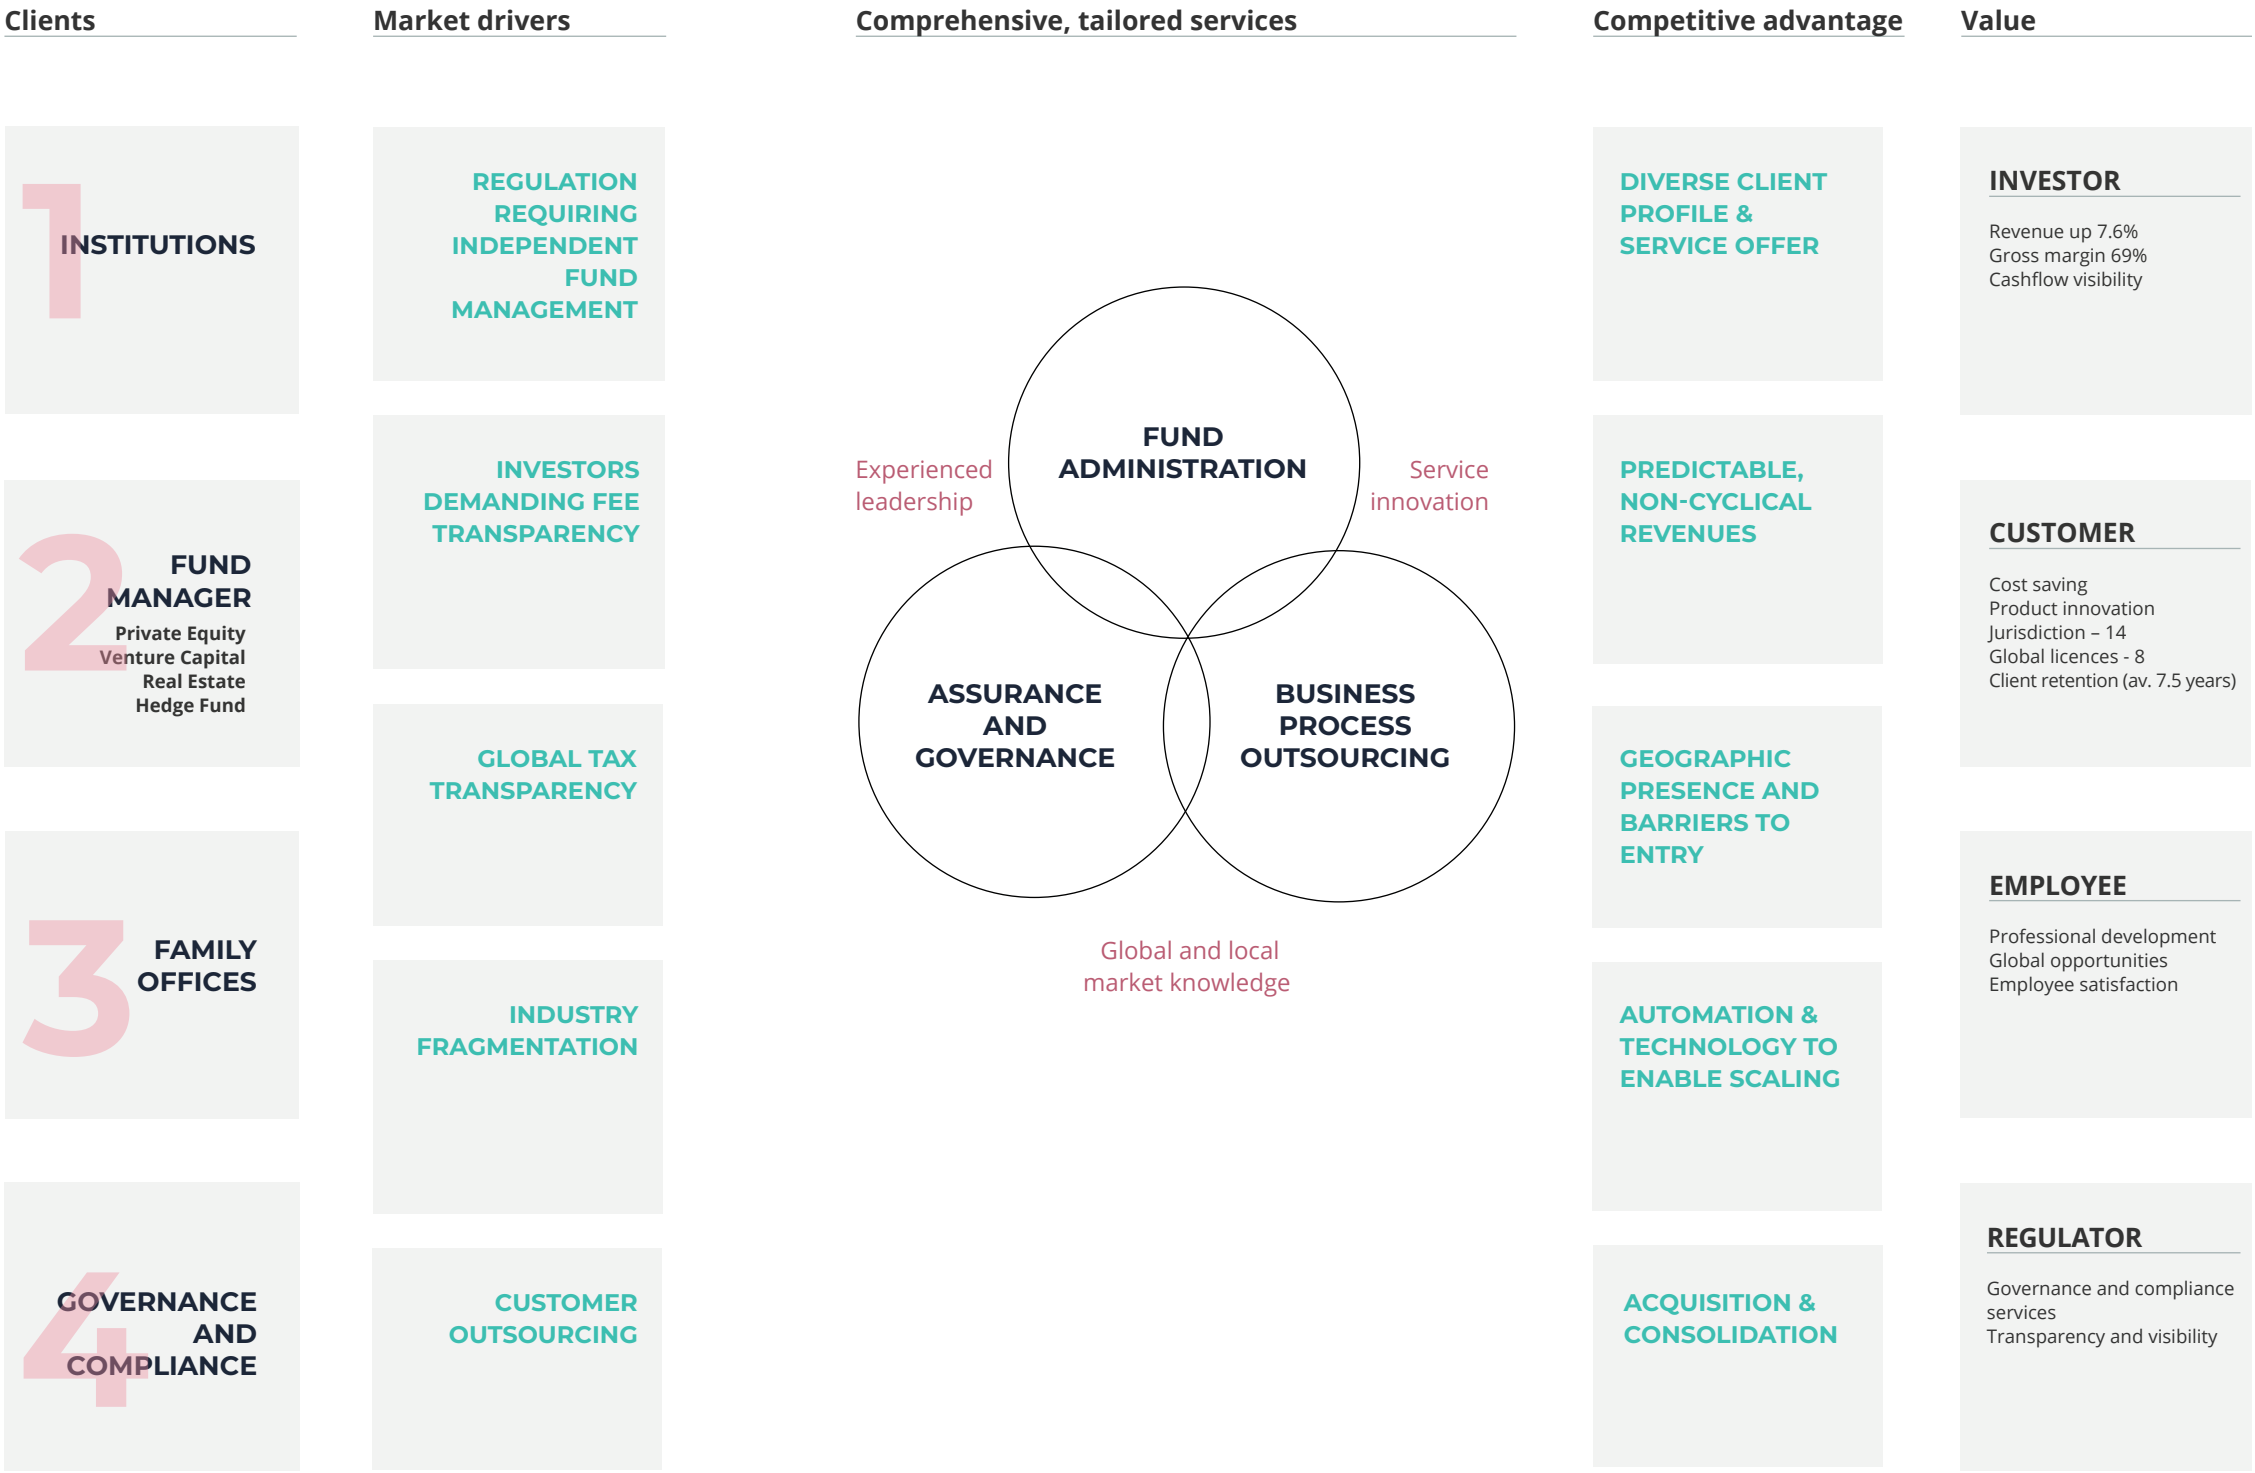 Clients
1
INSTITUTIONS
2
FUND
MANAGER
Private Equity
Venture Capital
Real Estate
Hedge Fund
3
FAMILY
OFFICES
4
GOVERNANCE
AND
COMPLIANCE
Market drivers
REGULATION
REQUIRING
INDEPENDENT
FUND
MANAGEMENT
INVESTORS
DEMANDING FEE
TRANSPARENCY
GLOBAL TAX
TRANSPARENCY
INDUSTRY
FRAGMENTATION
CUSTOMER
OUTSOURCING
Comprehensive, tailored services
FUND
ADMINISTRATION
Experienced
leadership
Service
innovation
ASSURANCE
AND
GOVERNANCE
BUSINESS
PROCESS
OUTSOURCING
Global and local
market knowledge
Competitive advantage
DIVERSE CLIENT
PROFILE &
SERVICE OFFER
PREDICTABLE,
NON-CYCLICAL
REVENUES
GEOGRAPHIC
PRESENCE AND
BARRIERS TO
ENTRY
AUTOMATION &
TECHNOLOGY TO
ENABLE SCALING
ACQUISITION &
CONSOLIDATION
Value
INVESTOR
Revenue up 7.6%
Gross margin 69%
Cashflow visibility
CUSTOMER
Cost saving
Product innovation
Jurisdiction – 14
Global licences - 8
Client retention (av. 7.5 years)
EMPLOYEE
Professional development
Global opportunities
Employee satisfaction
REGULATOR
Governance and compliance
services
Transparency and visibility